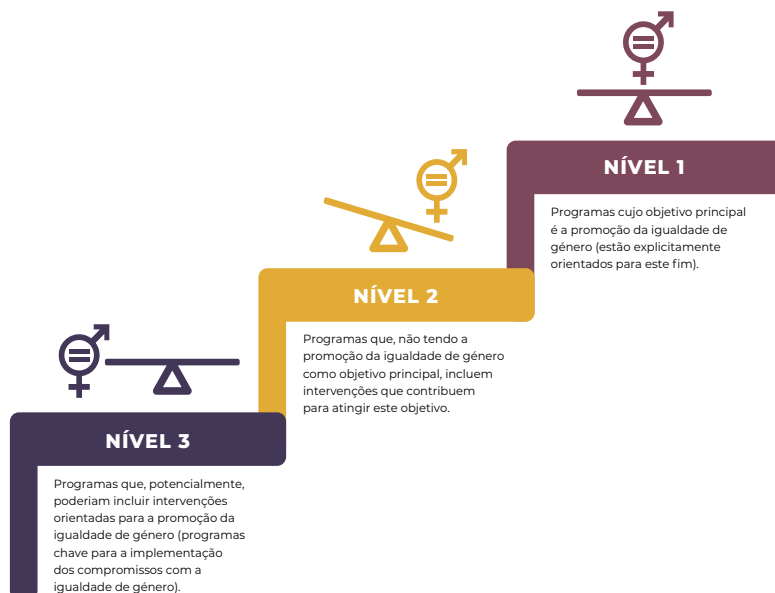 NÍVEL 1
Programas cujo objetivo principal
é a promoção da igualdade de
género (estão explicitamente
orientados para este fim).
NÍVEL 2
Programas que, não tendo a
promoção da igualdade de género
como objetivo principal, incluem
intervenções que contribuem
para atingir este objetivo.
NÍVEL 3
Programas que, potencialmente,
poderiam incluir intervenções
orientadas para a promoção da
igualdade de género (programas
chave para a implementação
dos compromissos com a
igualdade de género).